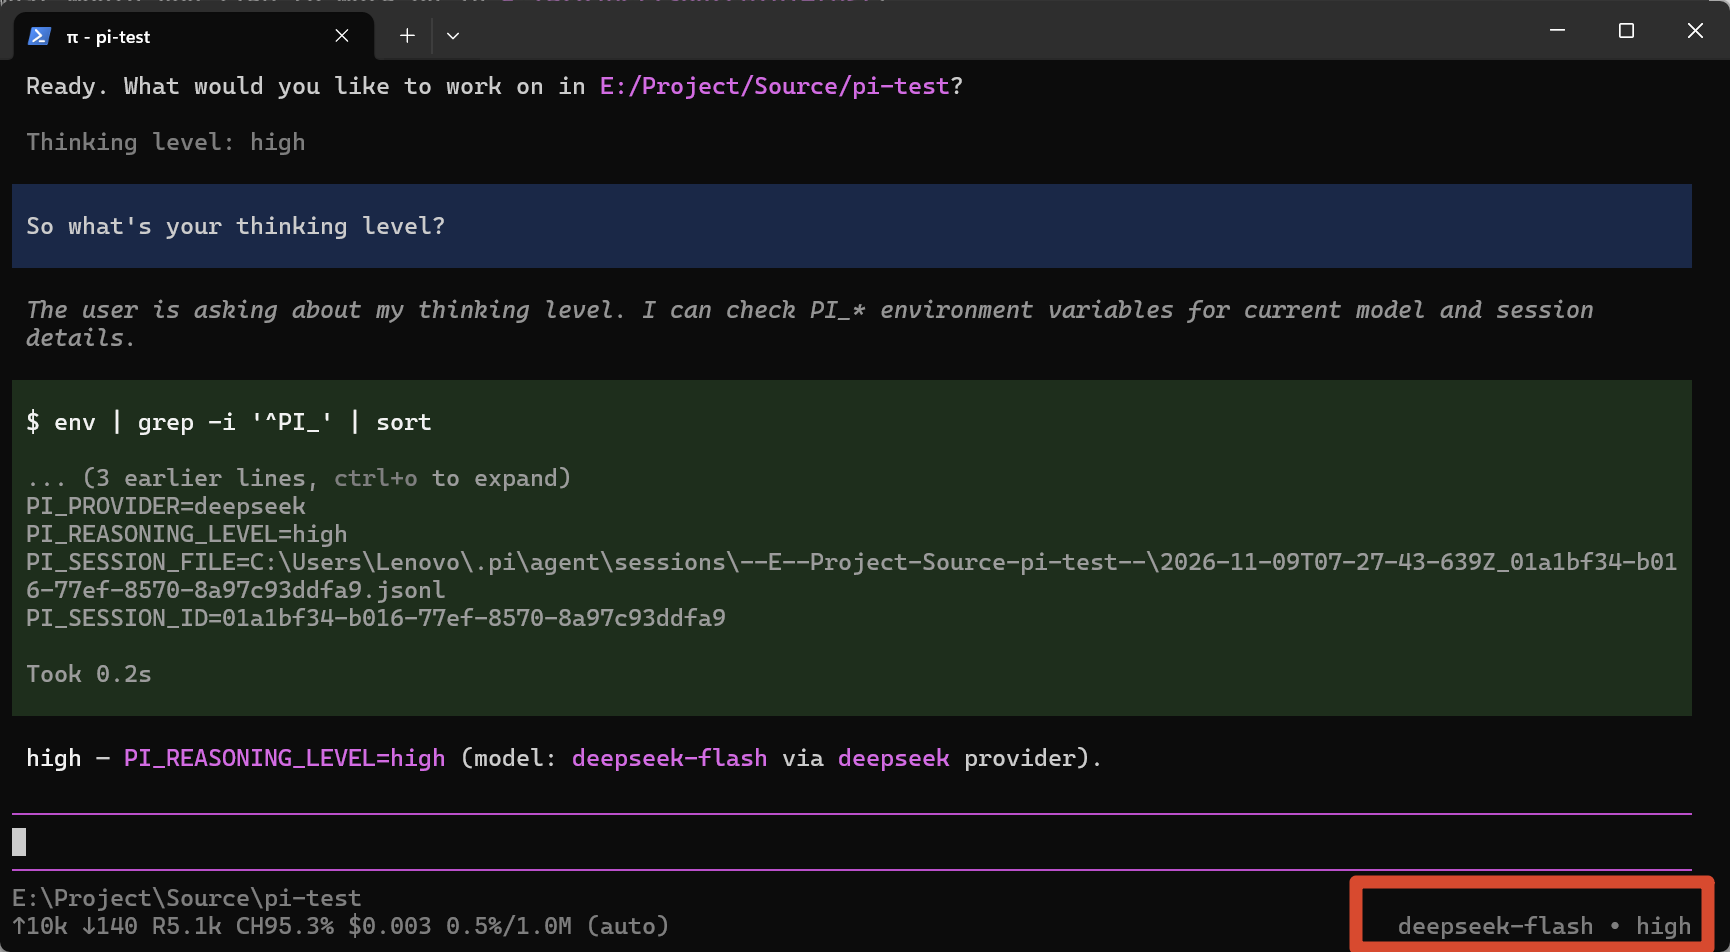 π - pi-test
Ready. What would you like to work on in E:/Project/Source/pi-test?
Thinking level: high
So what's your thinking level?
The user is asking about my thinking level. I can check PI_* environment variables for current model and session
details.
$ env | grep -i '^PI_' | sort
... (3 earlier lines, ctrl+o to expand)
PI_PROVIDER=deepseek
PI_REASONING_LEVEL=high
PI_SESSION_FILE=C:\Users\Lenovo\.pi\agent\sessions\--E--Project-Source-pi-test--\2026-11-09T07-27-43-639Z_01a1bf34-b01
6-77ef-8570-8a97c93ddfa9.jsonl
PI_SESSION_ID=01a1bf34-b016-77ef-8570-8a97c93ddfa9
Took 0.2s
high — PI_REASONING_LEVEL=high (model: deepseek-flash via deepseek provider).
E:\Project\Source\pi-test
↑10k ↓140 R5.1k CH95.3% $0.003 0.5%/1.0M (auto) deepseek-flash • high